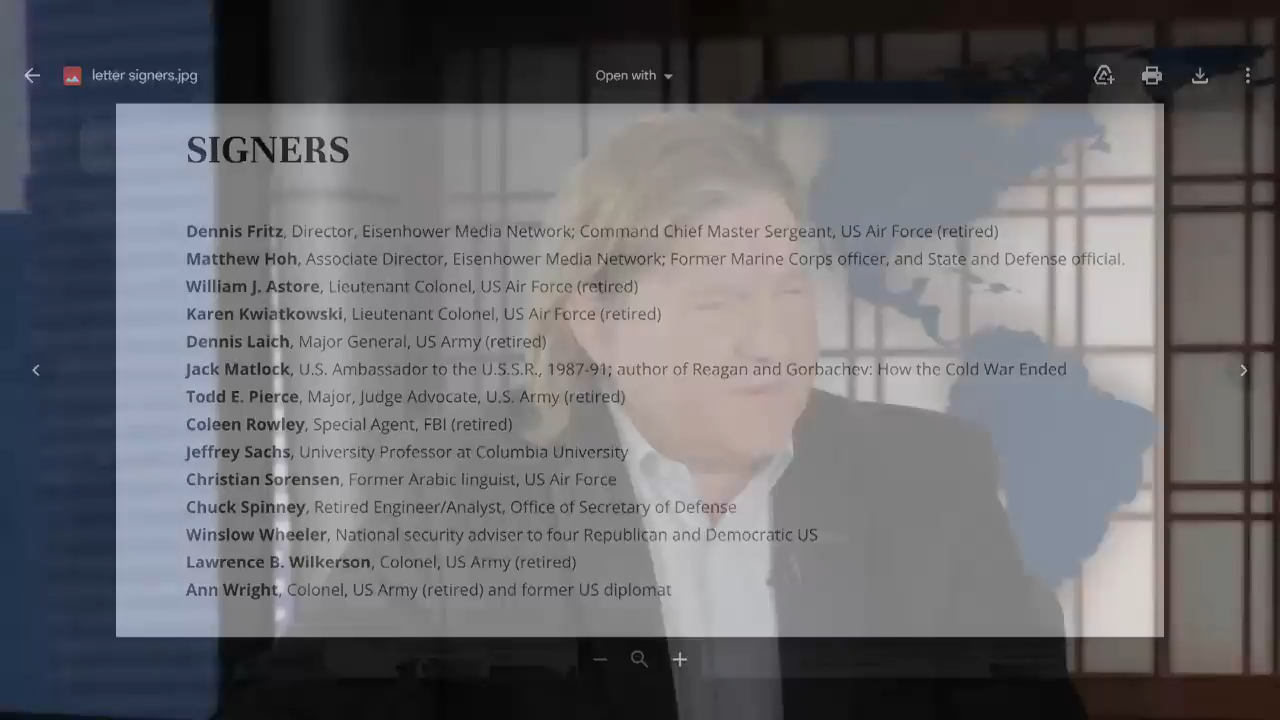 letter signers.jpg
Open with
SIGNERS
Dennis Fritz, Director, Eisenhower Media Network; Command Chief Master Sergeant, US Air Force (retired)
Matthew Hoh, Associate Director, Eisenhower Media Network; Former Marine Corps officer, and State and Defense official.
William J. Astore, Lieutenant Colonel, US Air Force (retired)
Karen Kwiatkowski, Lieutenant Colonel, US Air Force (retired)
Dennis Laich, Major General, US Army (retired)
Jack Matlock, U.S. Ambassador to the U.S.S.R., 1987-91; author of Reagan and Gorbachev: How the Cold War Ended
Todd E. Pierce, Major, Judge Advocate, U.S. Army (retired)
Coleen Rowley, Special Agent, FBI (retired)
Jeffrey Sachs, University Professor at Columbia University
Christian Sorensen, Former Arabic linguist, US Air Force
Chuck Spinney, Retired Engineer/Analyst, Office of Secretary of Defense
Winslow Wheeler, National security adviser to four Republican and Democratic US
Lawrence B. Wilkerson, Colonel, US Army (retired)
Ann Wright, Colonel, US Army (retired) and former US diplomat